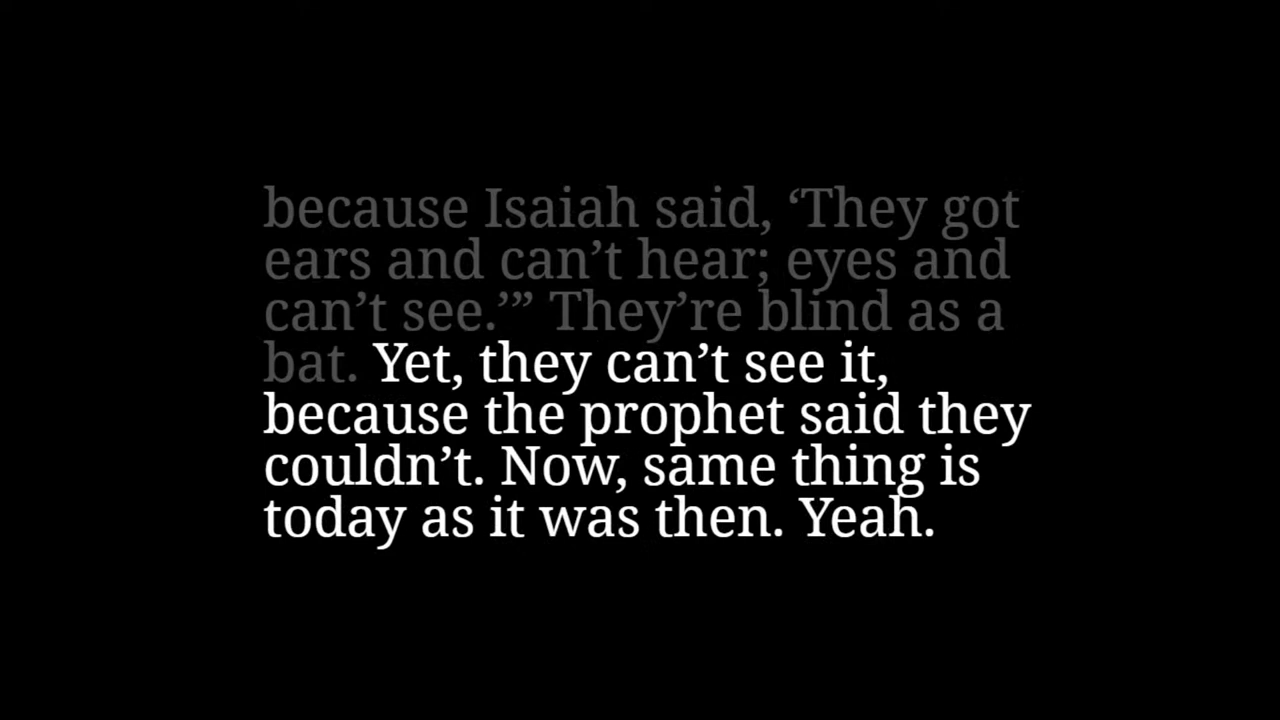 because Isaiah said, ‘They got
ears and can’t hear; eyes and
can’t see.’” They’re blind as a
bat. Yet, they can’t see it,
because the prophet said they
couldn’t. Now, same thing is
today as it was then. Yeah.